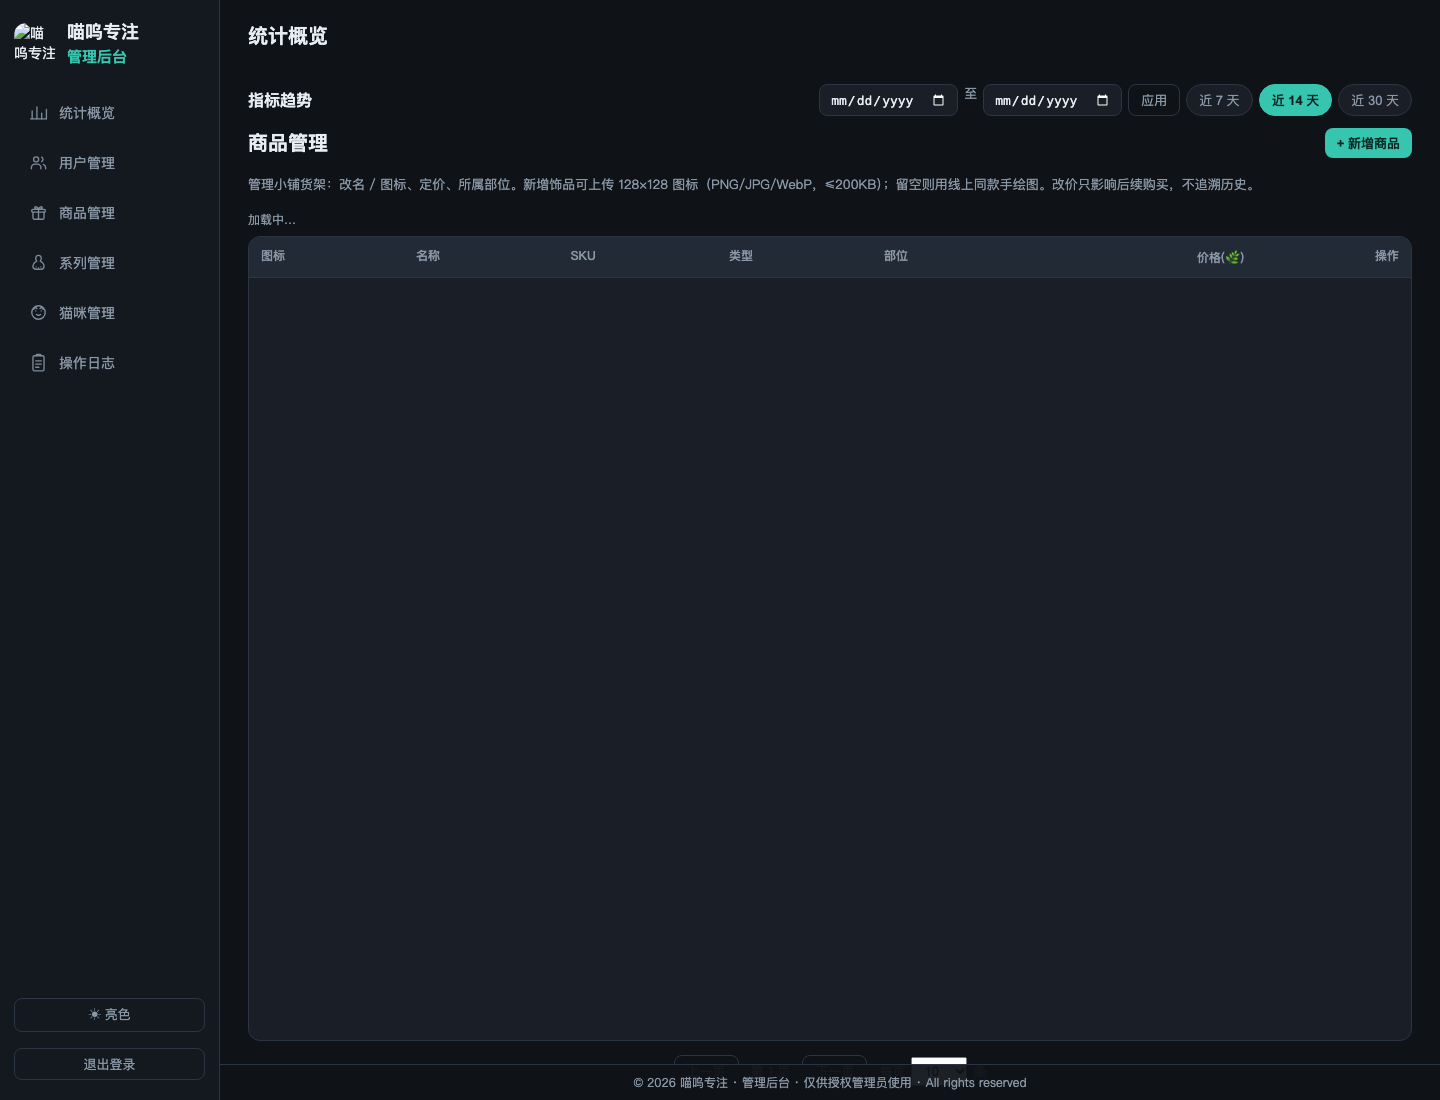 喵呜专注
喵呜专注
管理后台
统计概览
用户管理
商品管理
系列管理
猫咪管理
操作日志
☀ 亮色
退出登录
统计概览
指标趋势
mm/dd/yyyy 至 mm/dd/yyyy 应用 近 7 天 近 14 天 近 30 天
商品管理
+ 新增商品
管理小铺货架：改名 / 图标、定价、所属部位。新增饰品可上传 128×128 图标（PNG/JPG/WebP，≤200KB）；留空则用线上同款手绘图。改价只影响后续购买，不追溯历史。
加载中…
图标 名称 SKU 类型 部位 价格(🌿) 操作
10
© 2026 喵呜专注 · 管理后台 · 仅供授权管理员使用 · All rights reserved